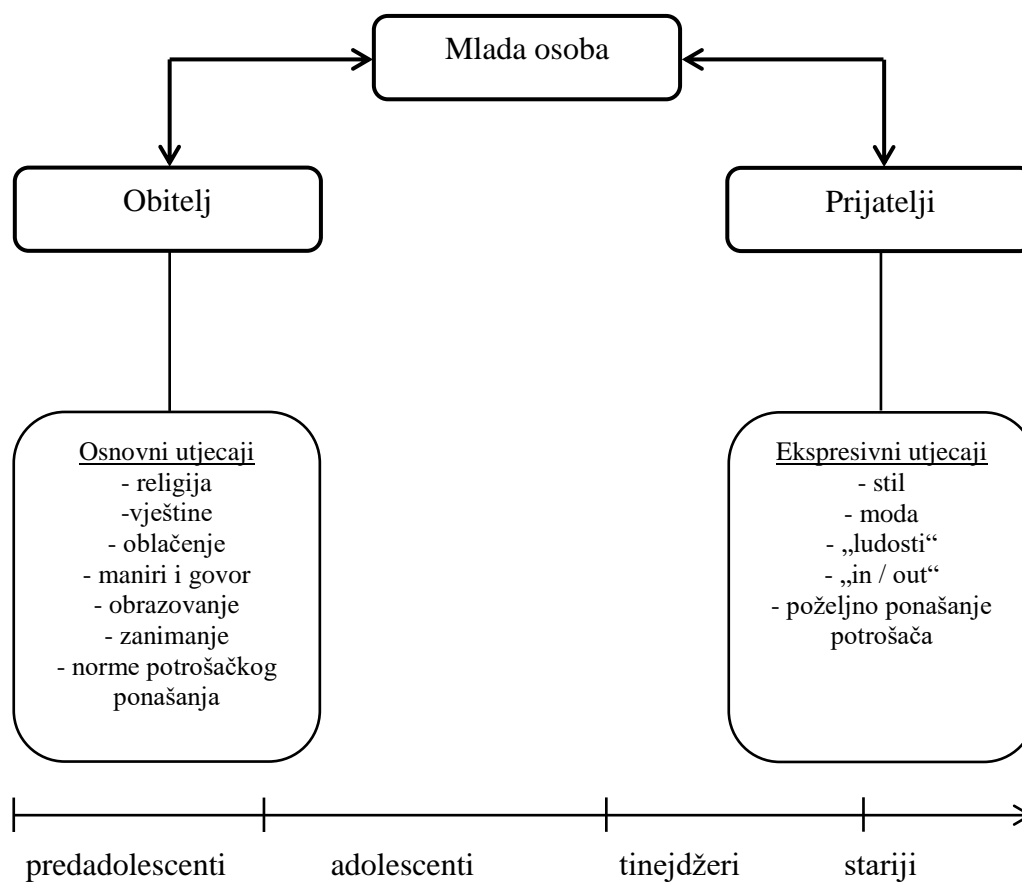 Mlada osoba
Obitelj
Prijatelji
Osnovni utjecaji
- religija
-vještine
- oblačenje
- maniri i govor
- obrazovanje
- zanimanje
- norme potrošačkog
ponašanja
Ekspresivni utjecaji
- stil
- moda
- „ludosti“
- „in / out“
- poželjno ponašanje
potrošača
predadolescenti adolescenti tinejdžeri stariji